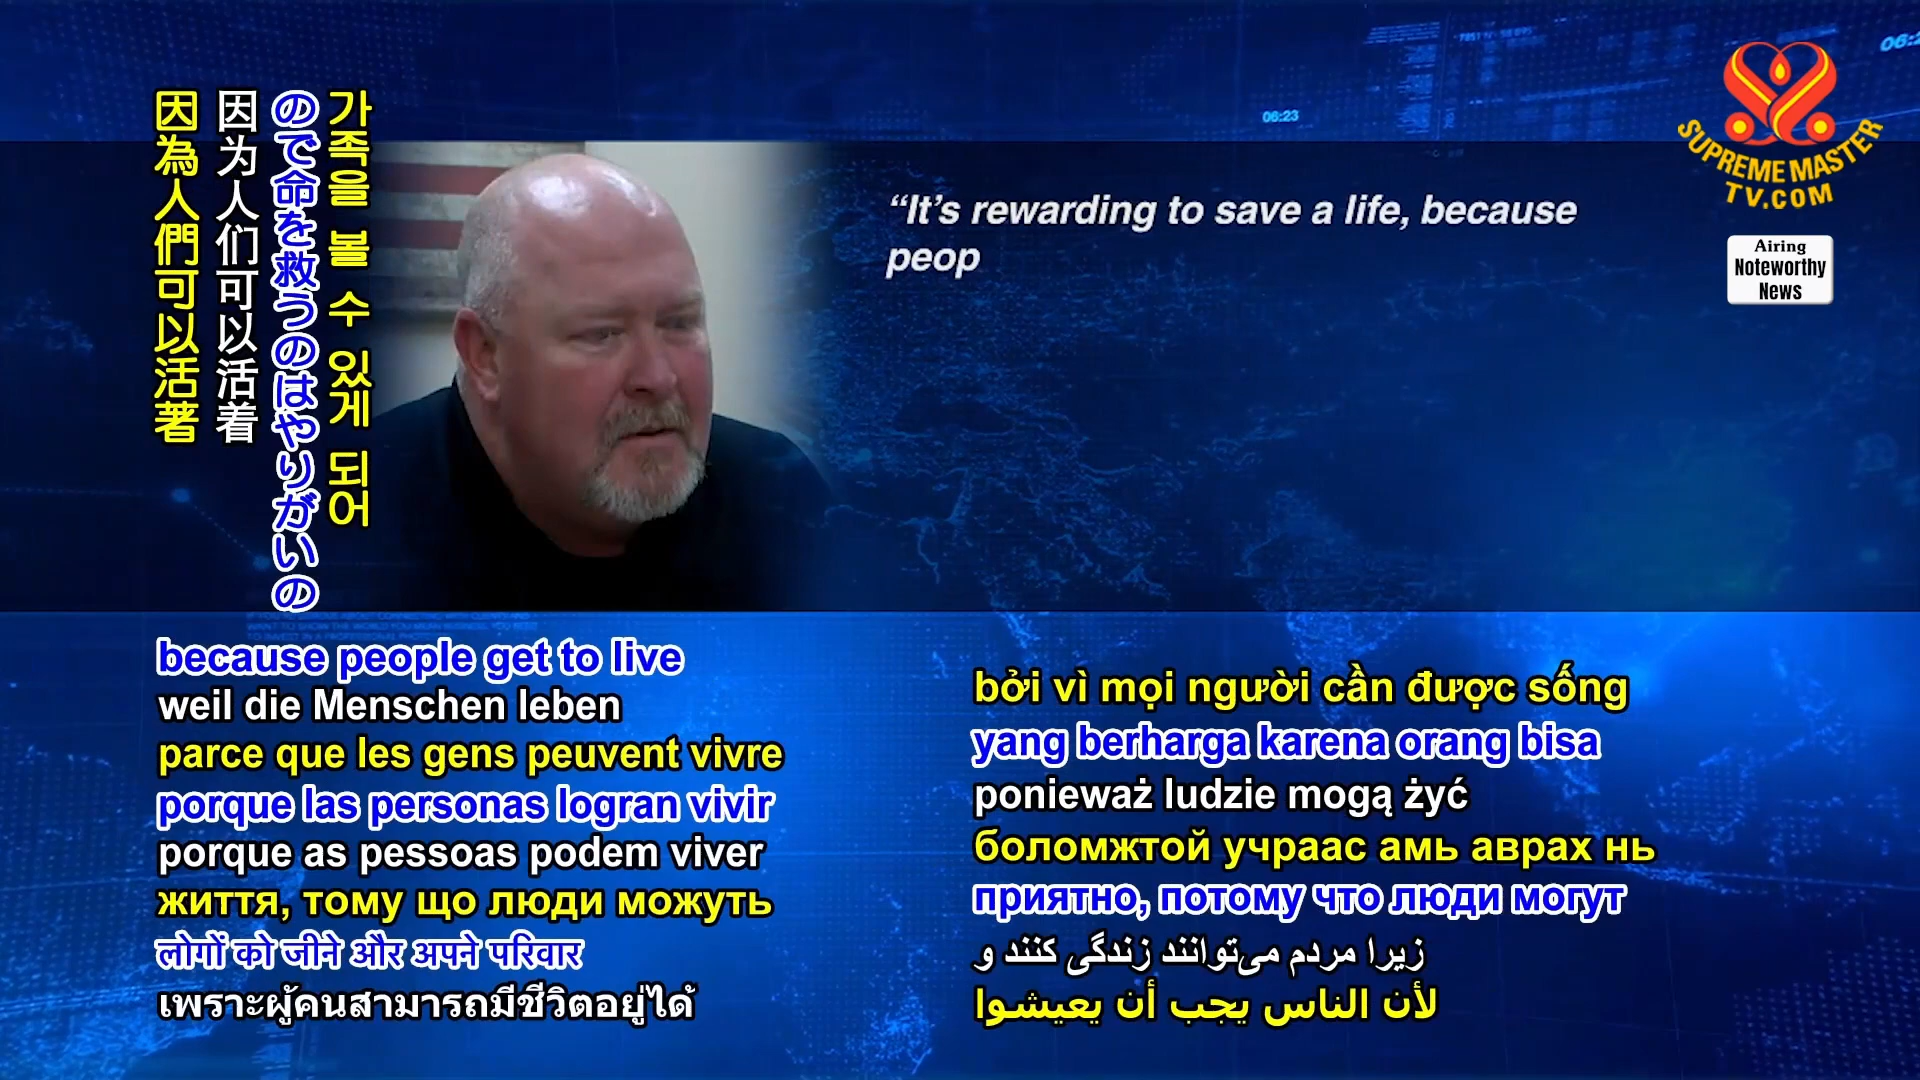 06:23
SUPREME MASTER
TV.COM
Airing
Noteworthy
News
因為人們可以活著
因为人们可以活着
ので命を救うのはやりがいの
가족을 볼 수 있게 되어
“It’s rewarding to save a life, because
peop
because people get to live
weil die Menschen leben
parce que les gens peuvent vivre
porque las personas logran vivir
porque as pessoas podem viver
життя, тому що люди можуть
लोगों को जीने और अपने परिवार
เพราะผู้คนสามารถมีชีวิตอยู่ได้
bởi vì mọi người cần được sống
yang berharga karena orang bisa
ponieważ ludzie mogą żyć
боломжтой учраас амь аврах нь
приятно, потому что люди могут
زیرا مردم می‌توانند زندگی کنند و
لأن الناس يجب أن يعيشوا